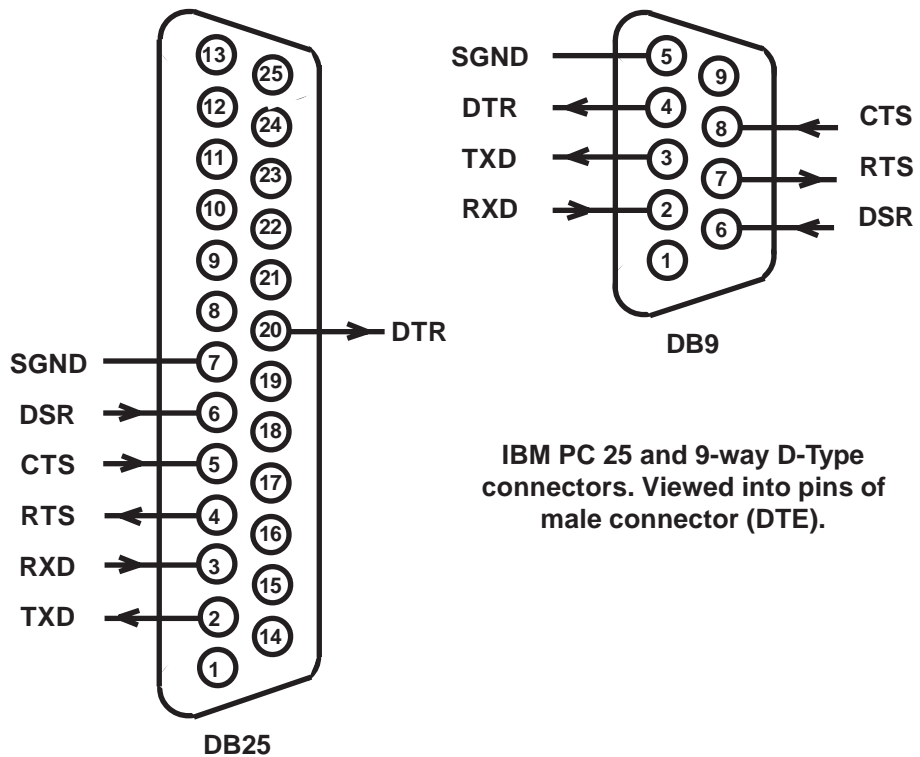 13
25
12
24
11
23
10
22
9
21
8
20 DTR
SGND 7
19
DSR 6
18
CTS 5
17
RTS 4
16
RXD 3
15
TXD 2
14
1
DB25
SGND 5
9
DTR 4
8 CTS
TXD 3
7 RTS
RXD 2
6 DSR
1
DB9
IBM PC 25 and 9-way D-Type
connectors. Viewed into pins of
male connector (DTE).